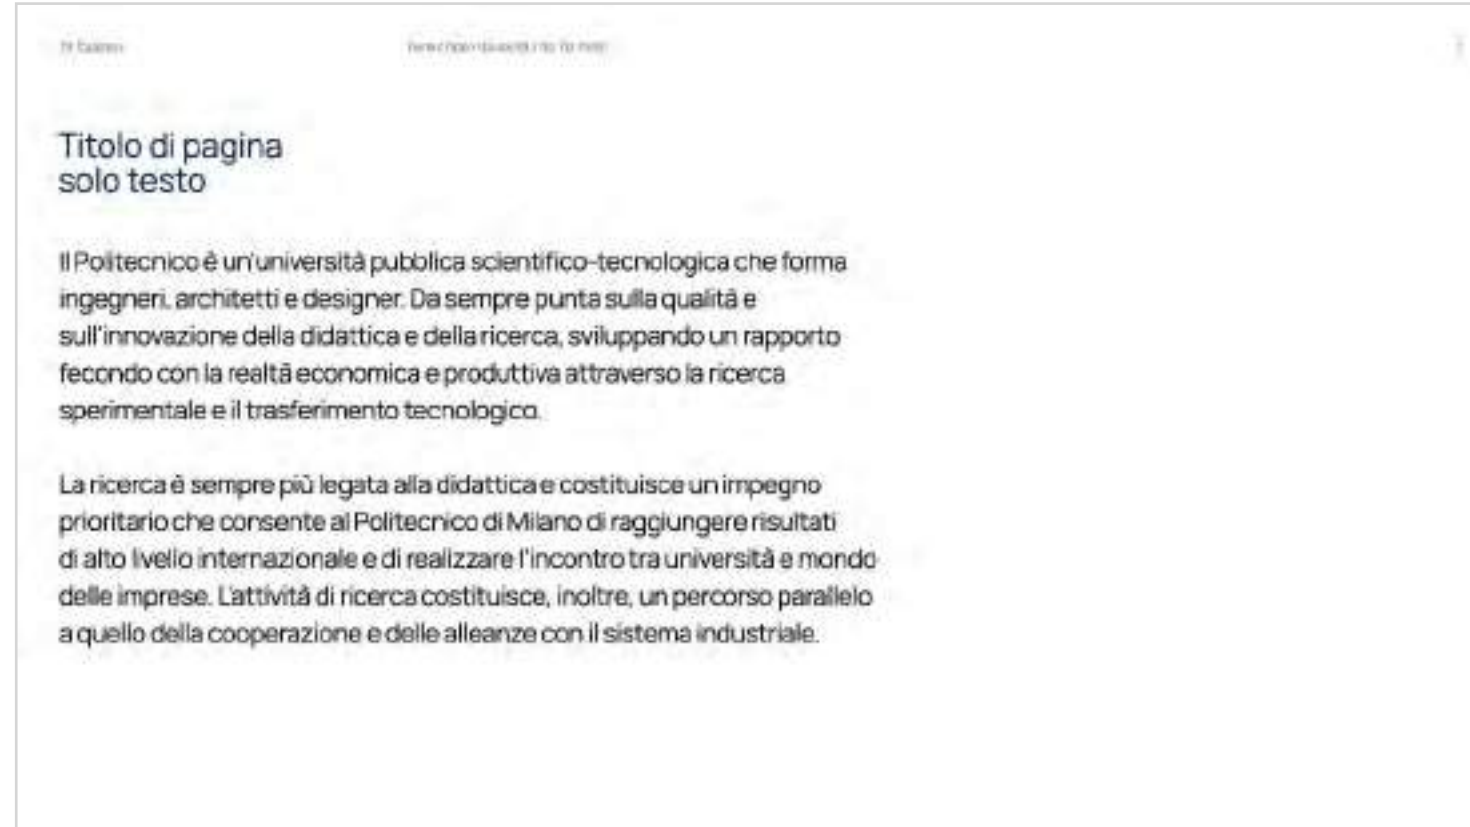 Titolo di pagina
solo testo
Il Politecnico è un'università pubblica scientifico-tecnologica che forma
ingegneri, architetti e designer. Da sempre punta sulla qualità e
sull'innovazione della didattica e della ricerca, sviluppando un rapporto
fecondo con la realtà economica e produttiva attraverso la ricerca
sperimentale e il trasferimento tecnologico.
La ricerca è sempre più legata alla didattica e costituisce un impegno
prioritario che consente al Politecnico di Milano di raggiungere risultati
di alto livello internazionale e di realizzare l'incontro tra università e mondo
delle imprese. L'attività di ricerca costituisce, inoltre, un percorso parallelo
a quello della cooperazione e delle alleanze con il sistema industriale.